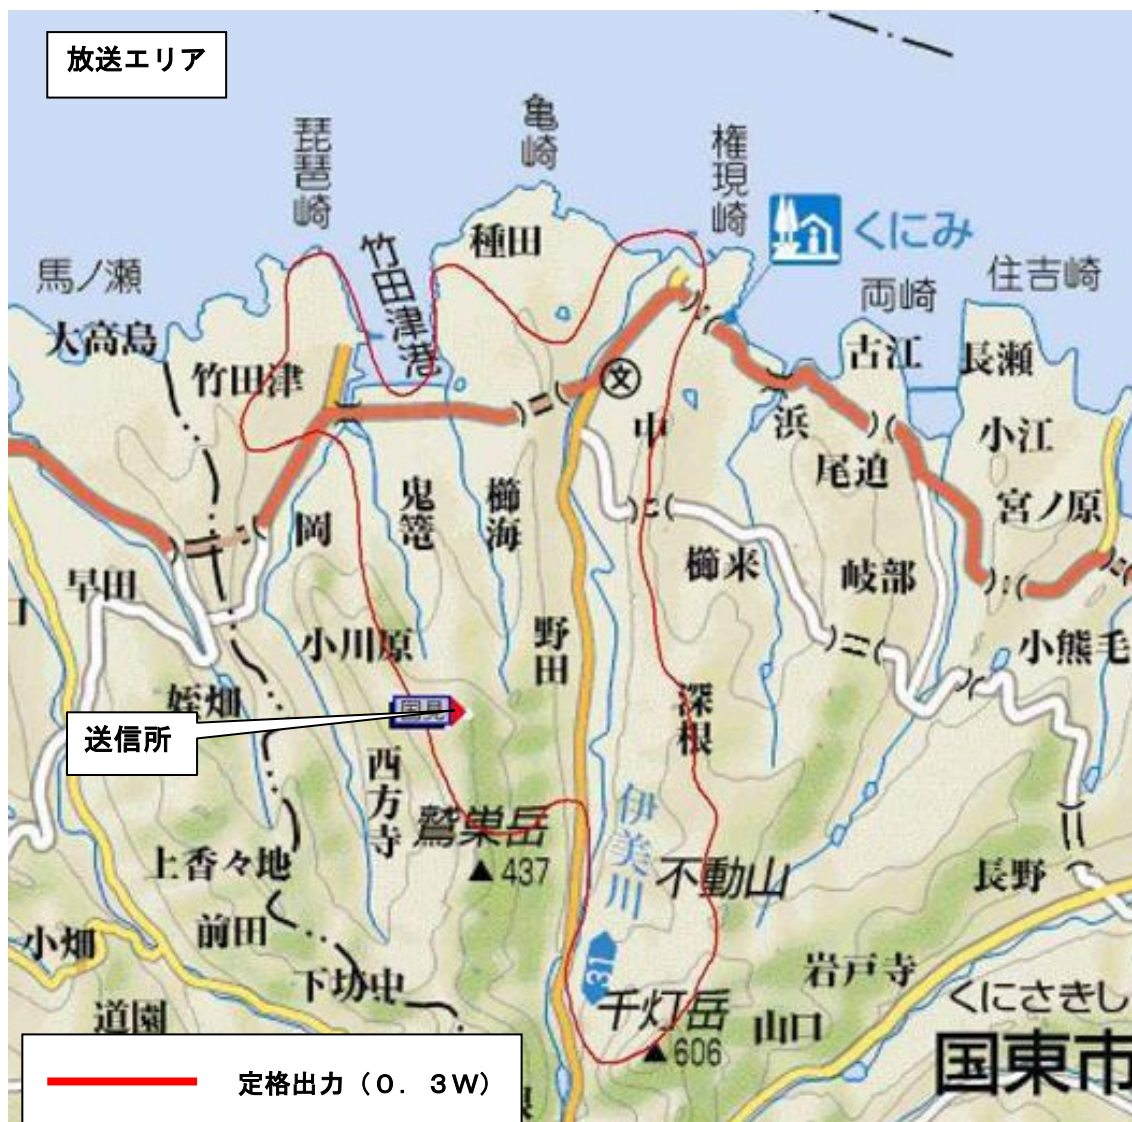 放送エリア
琵琶崎
亀崎
権現崎
くにみ
種田
竹田津港
馬ノ瀬
大高島
竹田津
両崎
住吉崎
古江
長瀬
文
中
浜
小江
尾迫
宮ノ原
鬼篭
櫛海
岡
櫛来
岐部
早田
小川原
野田
小熊毛
姪畑
国見
深根
送信所
西方寺
鷲巣岳
▲437
伊美川
不動山
上香々地
長野
前田
小畑
31
岩戸寺
下坊中
千灯岳
▲606
山口
くにさきし
国東市
道園
定格出力（０．３W）